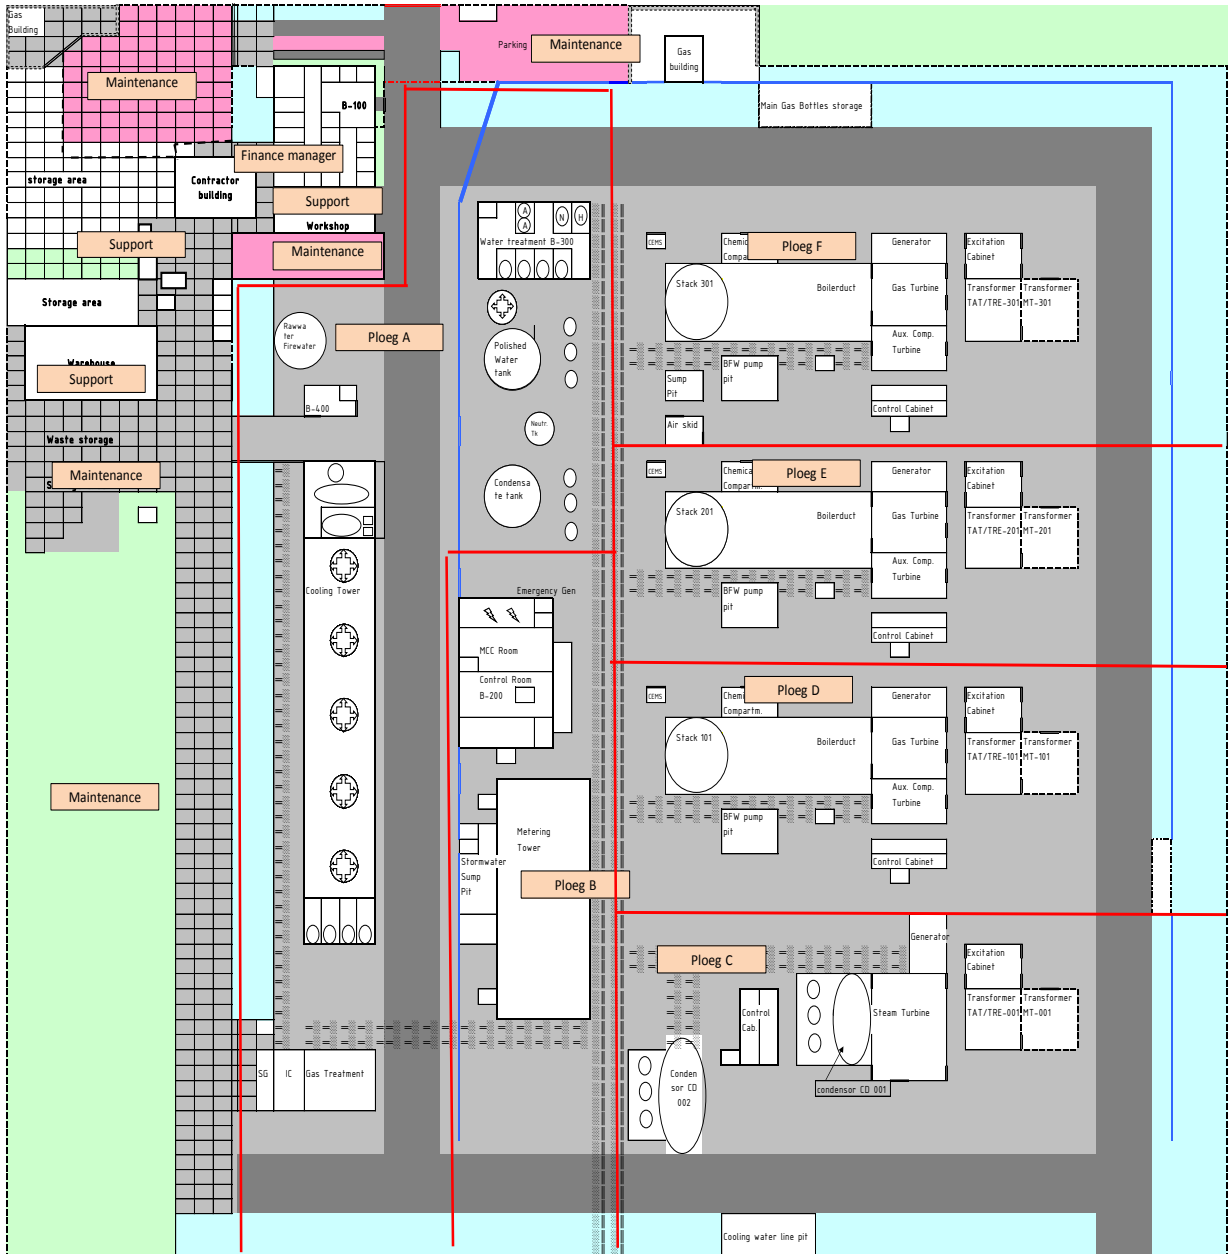 Gas
Building
Maintenance
Parking
Maintenance
Gas
building
Main Gas Bottles storage
B-100
Finance manager
storage area
Contractor
building
Support
Workshop
Support
Maintenance
Storage area
Warehouse
Support
Waste storage
Maintenance
Maintenance
Rawwa
ter
Firewater
Ploeg A
B-400
Cooling Tower
SG
IC
Gas Treatment
A
A
N
H
Water treatment B-300
Polished
Water
tank
Neutr.
Tk
Condensa
te tank
Emergency Gen
MCC Room
Control Room
B-200
Metering
Tower
Stormwater
Sump
Pit
Ploeg B
CEMS
Ploeg F
Generator
Excitation
Cabinet
Stack 301
Boilerduct
Gas Turbine
Transformer
TAT/TRE-301
Transformer
MT-301
Aux. Comp.
Turbine
Sump
Pit
BFW pump
pit
Control Cabinet
Air skid
CEMS
Ploeg E
Generator
Excitation
Cabinet
Stack 201
Boilerduct
Gas Turbine
Transformer
TAT/TRE-201
Transformer
MT-201
Aux. Comp.
Turbine
BFW pump
pit
Control Cabinet
CEMS
Compartm.
Ploeg D
Generator
Excitation
Cabinet
Stack 101
Boilerduct
Gas Turbine
Transformer
TAT/TRE-101
Transformer
MT-101
Aux. Comp.
Turbine
BFW pump
pit
Control Cabinet
Ploeg C
Generator
Excitation
Cabinet
Control
Cab.
Steam Turbine
Transformer
TAT/TRE-001
Transformer
MT-001
Conden
sor CD
002
condensor CD 001
Cooling water line pit